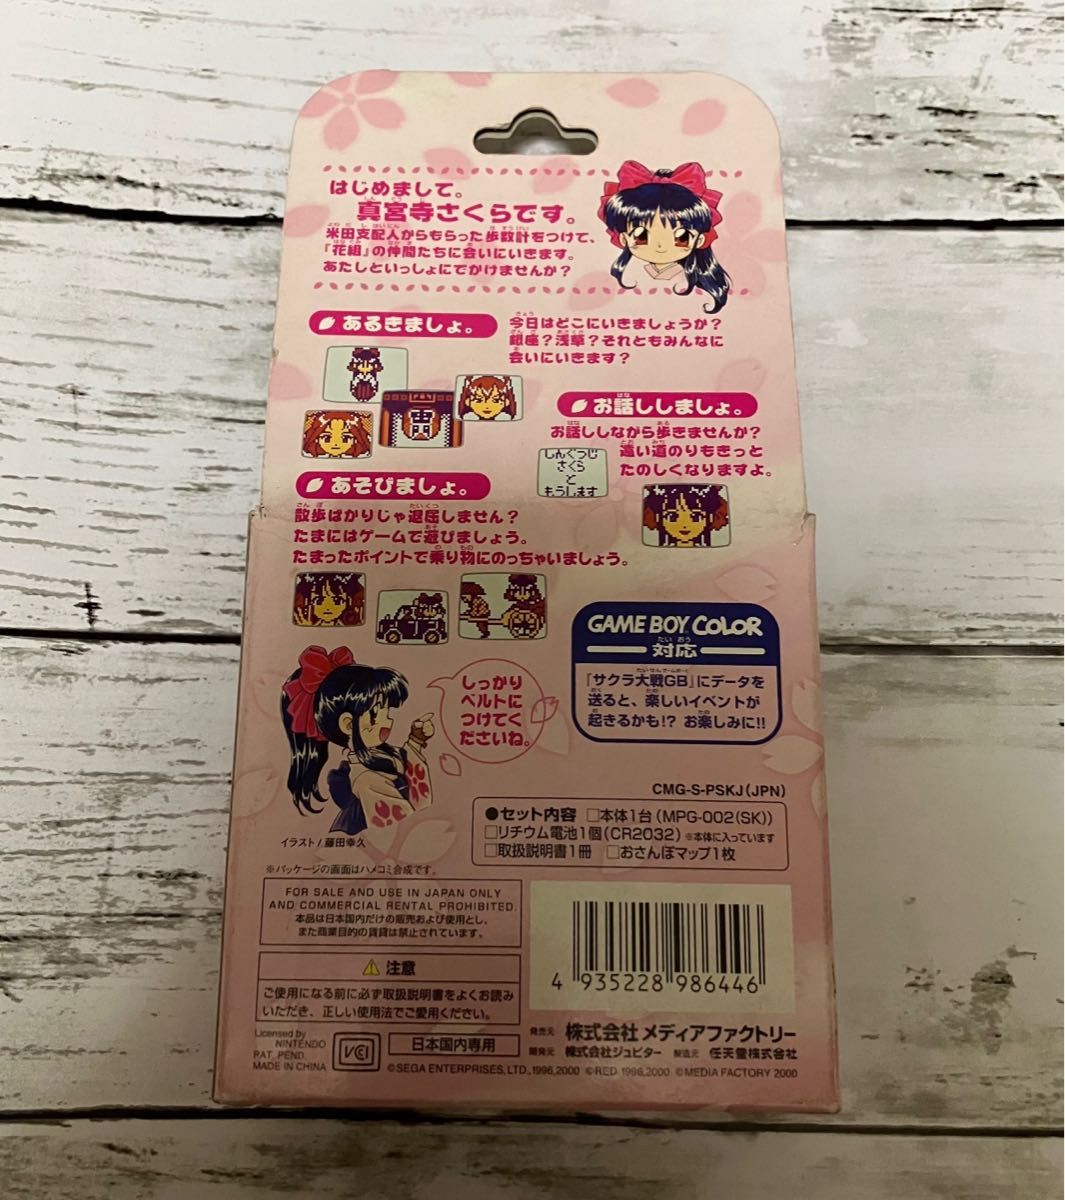 はじめまして。
真宮寺さくらです。
米田支配人からもらった歩数計をつけて、
『花組』の仲間たちに会いにいきます。
あたしといっしょにでかけませんか?
あるきましょ。
今日はどこにいきましょうか?
銀座?浅草?それともみんなに
会いにいきます?
お話ししましょ。
お話ししながら歩きませんか?
遠い道のりもきっと
たのしくなりますよ。
しんぐうじ
さくら
と
もうします
あそびましょ。
散歩ばかりじゃ退屈しません?
たまにはゲームで遊びましょう。
たまったポイントで乗り物にのっちゃいましょう。
GAME BOY COLOR
対応
『サクラ大戦GB』にデータを
送ると、楽しいイベントが
起きるかも!? お楽しみに!!
しっかり
ベルトに
つけてく
ださいね。
イラスト/藤田幸久
※パッケージの画面はハメコミ合成です。
CMG-S-PSKJ(JPN)
●セット内容 □本体1台(MPG-002(SK))
□リチウム電池1個(CR2032)※本体に入っています
□取扱説明書1冊 □おさんぽマップ1枚
FOR SALE AND USE IN JAPAN ONLY
AND COMMERCIAL RENTAL PROHIBITED.
本品は日本国内だけの販売および使用とし、
また商業目的の賃貸は禁止されています。
⚠注意
ご使用になる前に必ず取扱説明書をよくお読み
いただき、正しい使用法でご愛用ください。
4 935228 986446
Licensed by
NINTENDO
PAT. PEND.
MADE IN CHINA
VCI
日本国内専用
発売元 株式会社 メディアファクトリー
開発元 株式会社ジュピター 製造元 任天堂株式会社
©SEGA ENTERPRISES, LTD., 1996,2000 ©RED 1996,2000 ©MEDIA FACTORY 2000